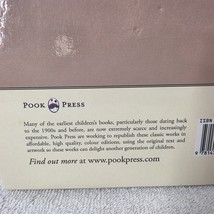 POOK PRESS
Many of the earliest children's books, particularly those dating back
to the 1900s and before, are now extremely scarce and increasingly
expensive. Pook Press are working to republish these classic works in
affordable, high quality, colour editions, using the original text and
artwork so these works can delight another generation of children.
Find out more at www.pookpress.com
ISBN
9 781